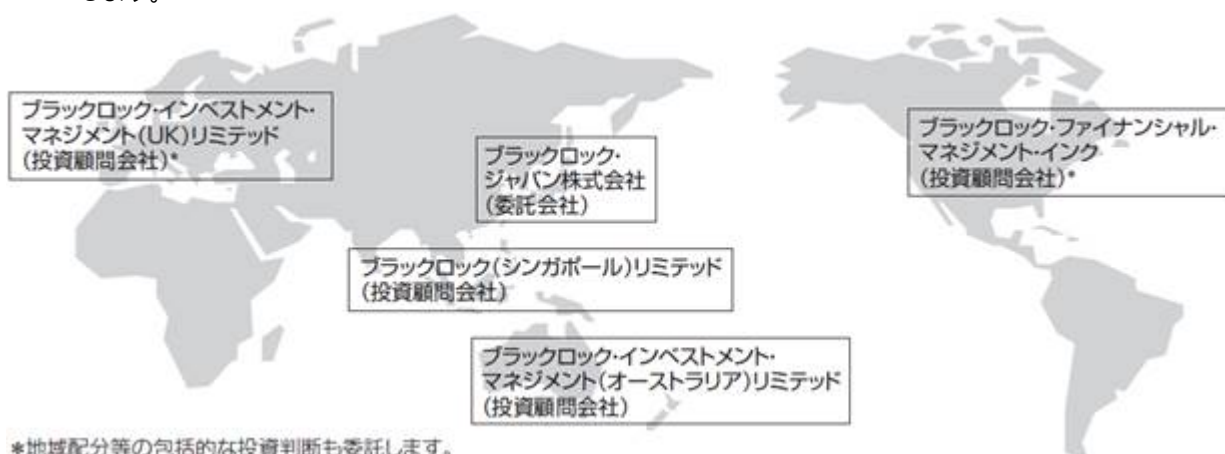 します。
ブラックロック・インベストメント・
マネジメント(UK)リミテッド
(投資顧問会社)*
ブラックロック・
ジャパン株式会社
(委託会社)
ブラックロック・ファイナンシャル・
マネジメント・インク
(投資顧問会社)*
ブラックロック(シンガポール)リミテッド
(投資顧問会社)
ブラックロック・インベストメント・
マネジメント(オーストラリア)リミテッド
(投資顧問会社)
*地域配分等の包括的な投資判断も委託します。